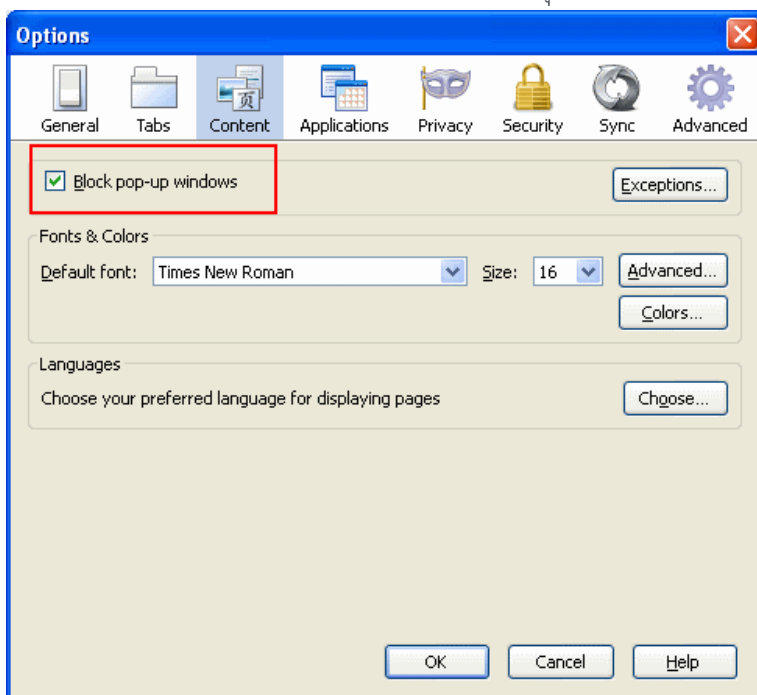 Options
General Tabs Content Applications Privacy Security Sync Advanced
Block pop-up windows Exceptions...
Fonts & Colors
Default font: Times New Roman Size: 16 Advanced...
Colors...
Languages
Choose your preferred language for displaying pages Choose...
OK Cancel Help